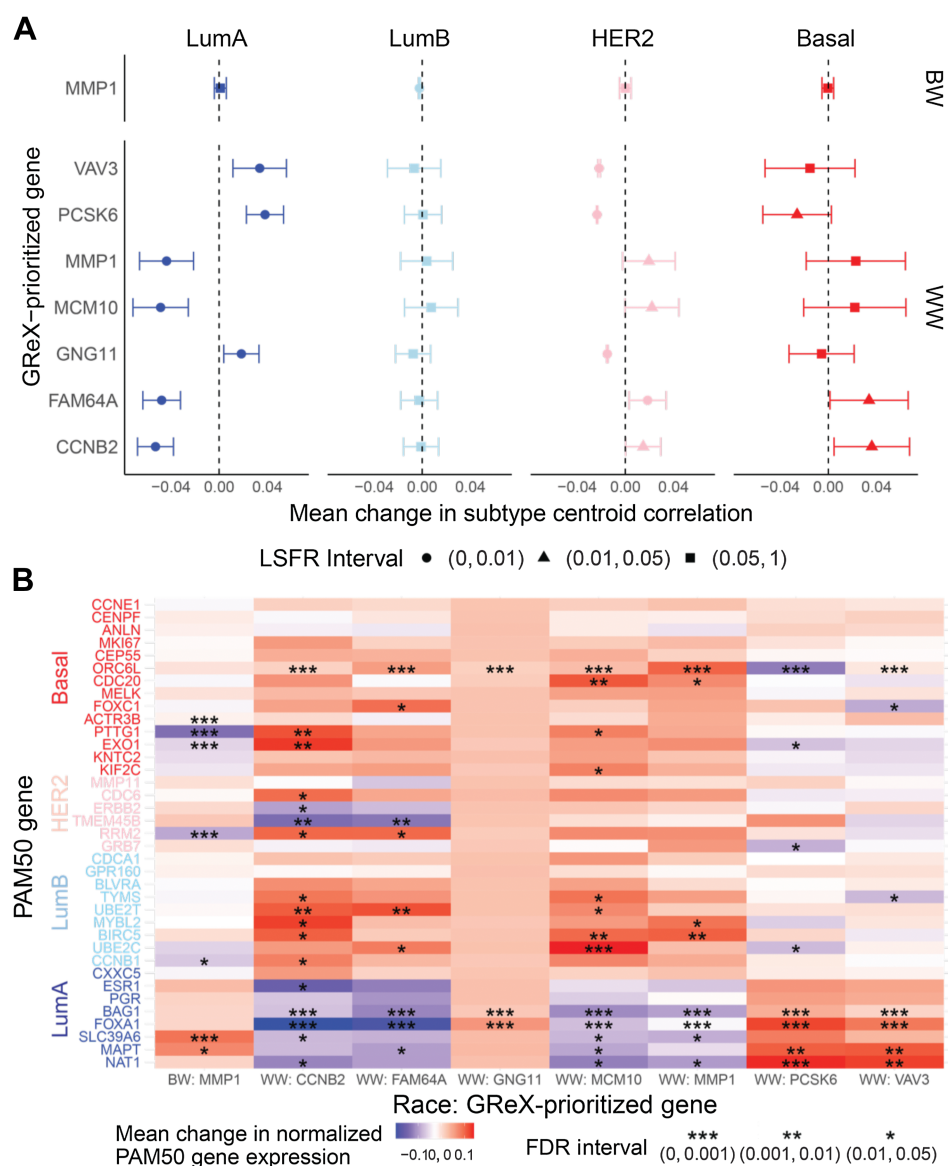 A
LumA LumB HER2 Basal
MMP1
BW
GReX−prioritized gene
VAV3
PCSK6
MMP1
MCM10
GNG11
FAM64A
CCNB2
WW
−0.04 0.00 0.04 −0.04 0.00 0.04 −0.04 0.00 0.04 −0.04 0.00 0.04
Mean change in subtype centroid correlation
LSFR Interval (0, 0.01) (0.01, 0.05) (0.05, 1)
B
PAM50 gene
Basal
HER2
LumB
LumA
CCNE1
CENPF
ANLN
MKI67
CEP55
ORC6L *** *** *** *** *** *** ***
CDC20 ** *
MELK
FOXC1 * *
ACTR3B ***
PTTG1 *** ** *
EXO1 *** ** *
KNTC2
KIF2C *
MMP11
CDC6 *
ERBB2 *
TMEM45B ** **
RRM2 *** * *
GRB7 *
CDCA1
GPR160
BLVRA
TYMS * * *
UBE2T ** ** *
MYBL2 * *
BIRC5 * ** **
UBE2C * *** *
CCNB1 * *
CXXC5
ESR1 *
PGR
BAG1 *** *** *** *** *** *** ***
FOXA1 *** *** *** *** *** *** ***
SLC39A6 *** * * *
MAPT * * * ** **
NAT1 * * * *** **
BW: MMP1 WW: CCNB2 WW: FAM64A WW: GNG11 WW: MCM10 WW: MMP1 WW: PCSK6 WW: VAV3
Race: GReX-prioritized gene
Mean change in normalized
PAM50 gene expression
−0.10, 0 0.1
FDR interval
*** ** *
(0, 0.001) (0.001, 0.01) (0.01, 0.05)